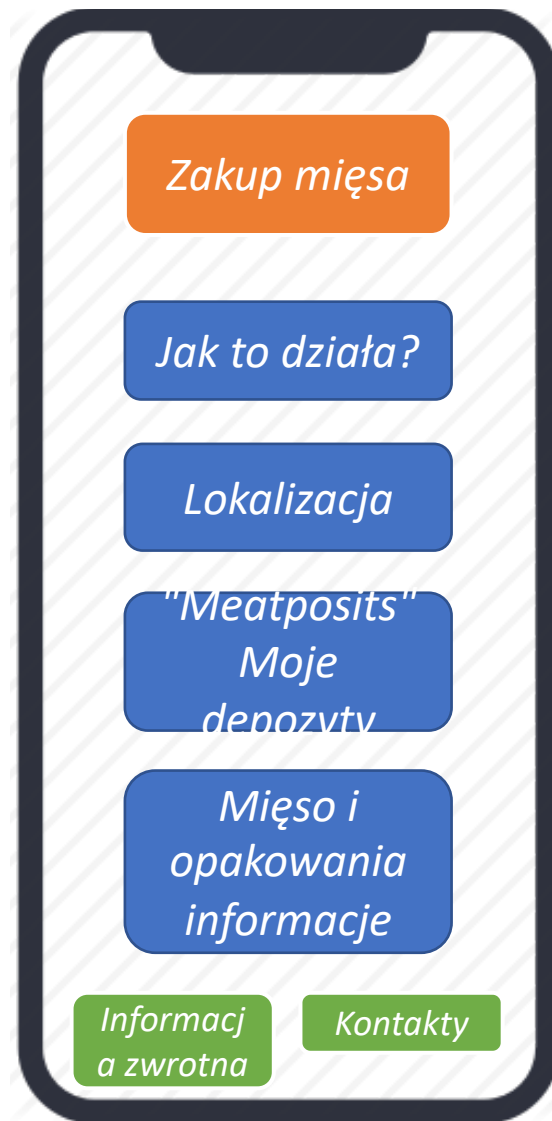 Zakup mięsa
Jak to działa?
Lokalizacja
"Meatposits"
Moje
depozyty
Mięso i
opakowania
informacje
Informacj
a zwrotna
Kontakty